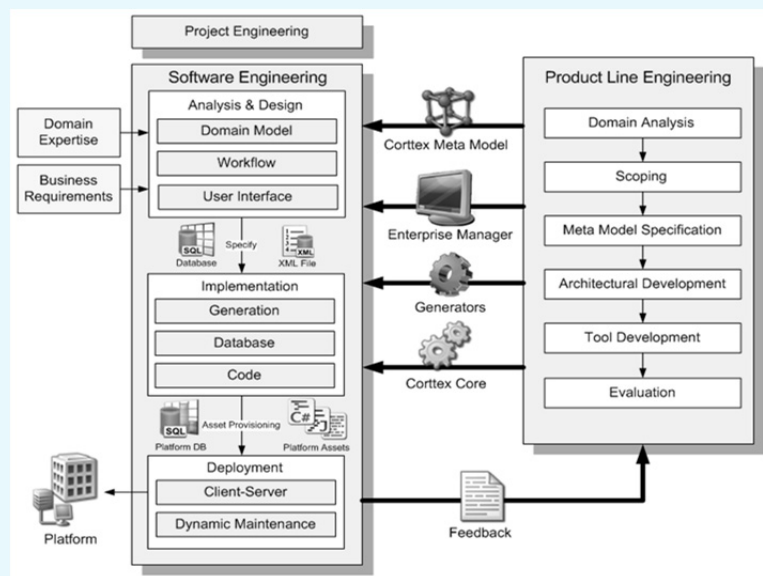 Project Engineering
Software Engineering
Analysis & Design
Domain Model
Workflow
User Interface
Domain
Expertise
Business
Requirements
SQL
Database
Specify
XML
XML File
Implementation
Generation
Database
Code
SQL
Platform DB
Asset Provisioning
C#
J
Platform Assets
Deployment
Client-Server
Dynamic Maintenance
Platform
Corttex Meta Model
Enterprise Manager
Generators
Corttex Core
Feedback
Product Line Engineering
Domain Analysis
Scoping
Meta Model Specification
Architectural Development
Tool Development
Evaluation